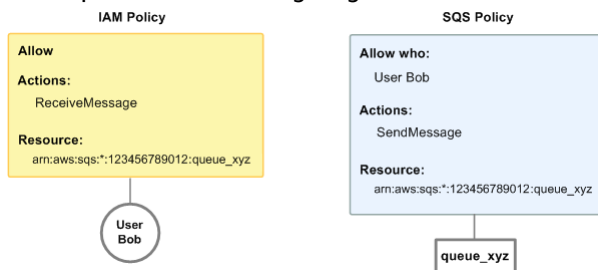 IAM Policy
Allow
Actions:
ReceiveMessage
Resource:
arn:aws:sqs:*:123456789012:queue_xyz
User
Bob
SQS Policy
Allow who:
User Bob
Actions:
SendMessage
Resource:
arn:aws:sqs:*:123456789012:queue_xyz
queue_xyz